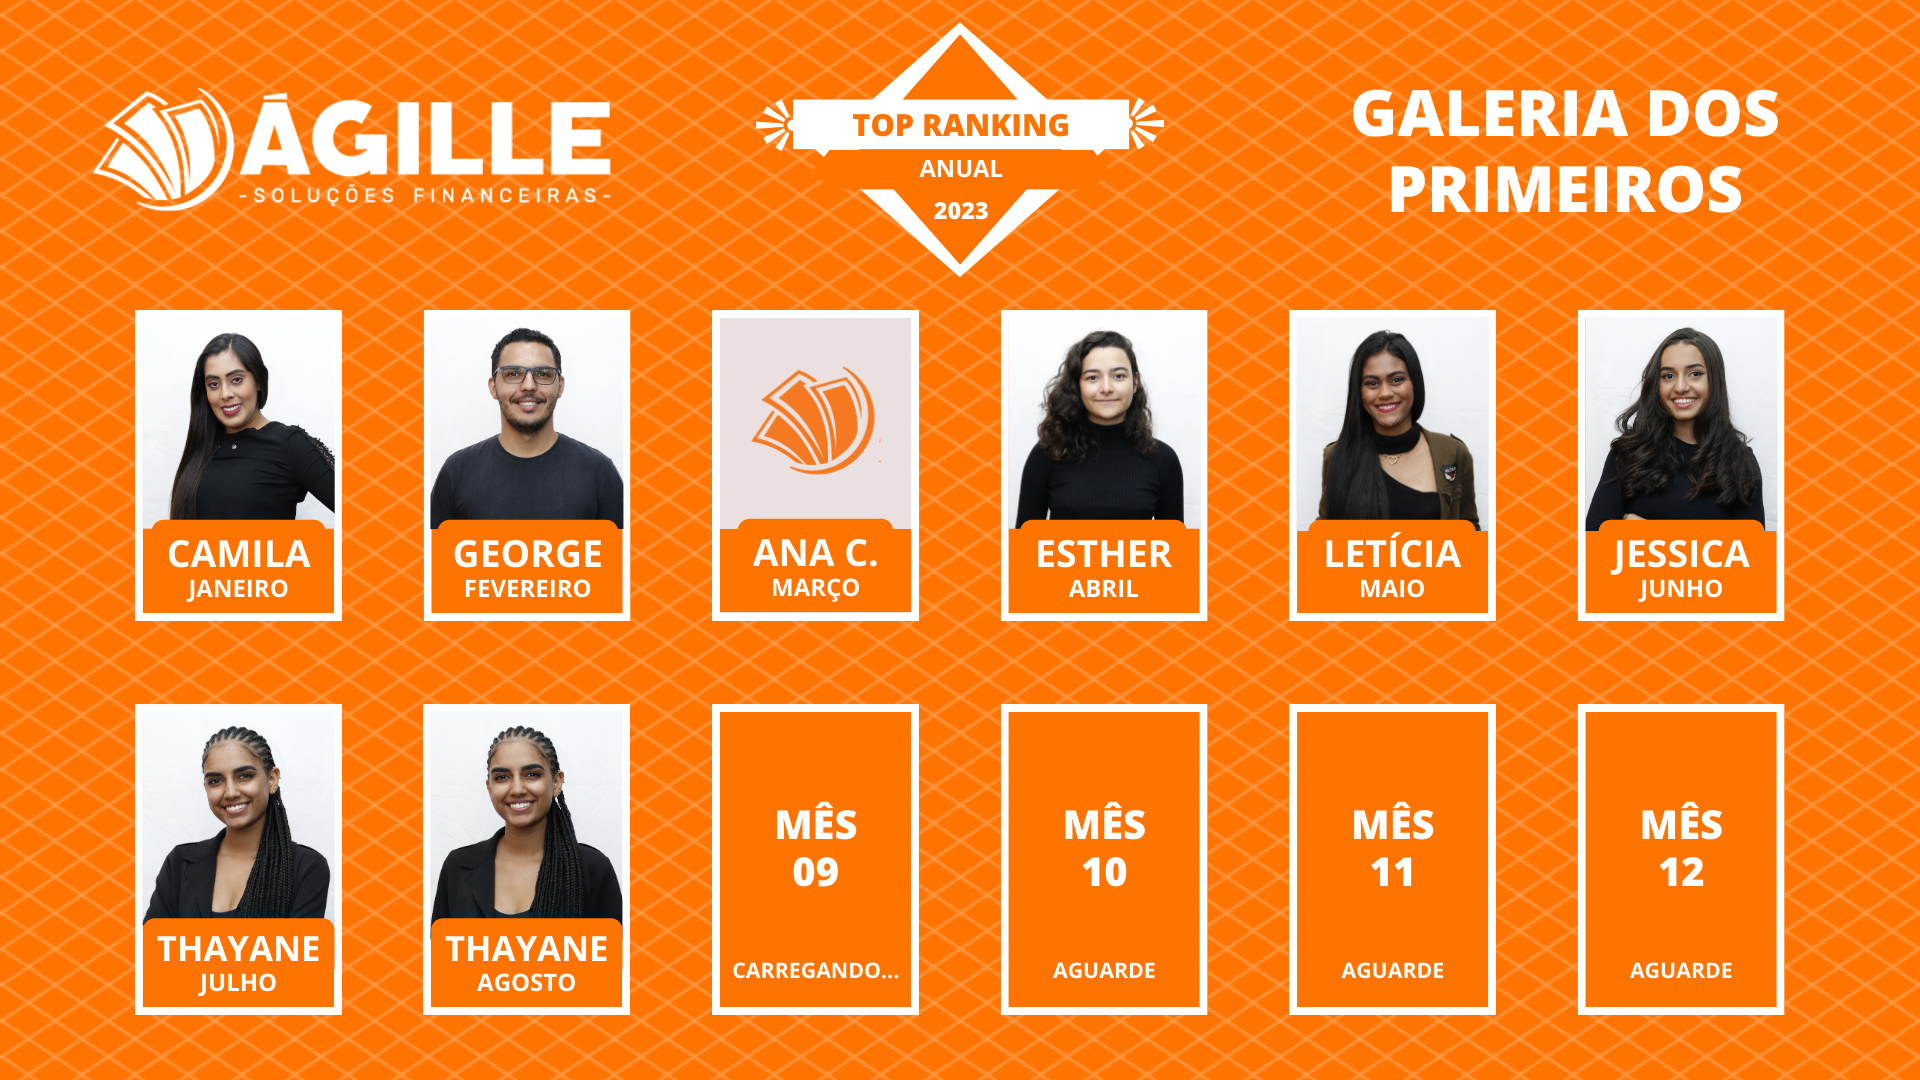 ÁGILLE
-SOLUÇÕES FINANCEIRAS-
TOP RANKING
ANUAL
2023
GALERIA DOS
PRIMEIROS
CAMILA
JANEIRO
GEORGE
FEVEREIRO
ANA C.
MARÇO
ESTHER
ABRIL
LETÍCIA
MAIO
JESSICA
JUNHO
THAYANE
JULHO
THAYANE
AGOSTO
MÊS
09
CARREGANDO...
MÊS
10
AGUARDE
MÊS
11
AGUARDE
MÊS
12
AGUARDE